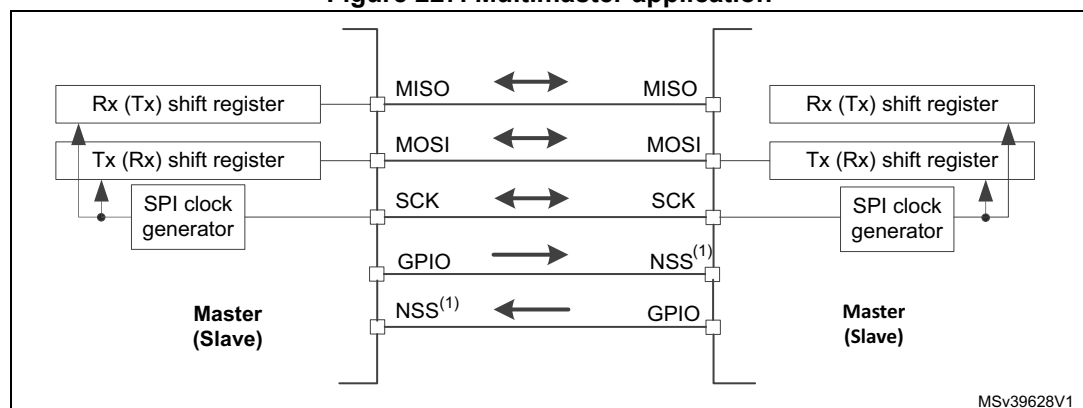 Figure 227. Multimaster application
MISO MISO
Rx (Tx) shift register Rx (Tx) shift register
MOSI MOSI
Tx (Rx) shift register Tx (Rx) shift register
SCK SCK
SPI clock
generator
SPI clock
generator
GPIO NSS(1)
NSS(1) GPIO
Master
(Slave)
Master
(Slave)
MSv39628V1